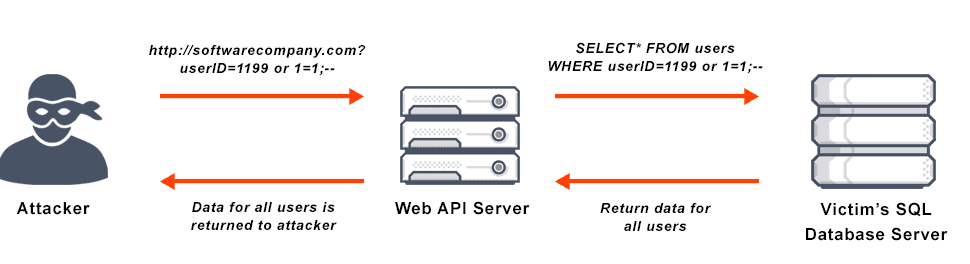 http://softwarecompany.com?
userID=1199 or 1=1;--
SELECT* FROM users
WHERE userID=1199 or 1=1;--
Attacker
Data for all users is
returned to attacker
Web API Server
Return data for
all users
Victim's SQL
Database Server